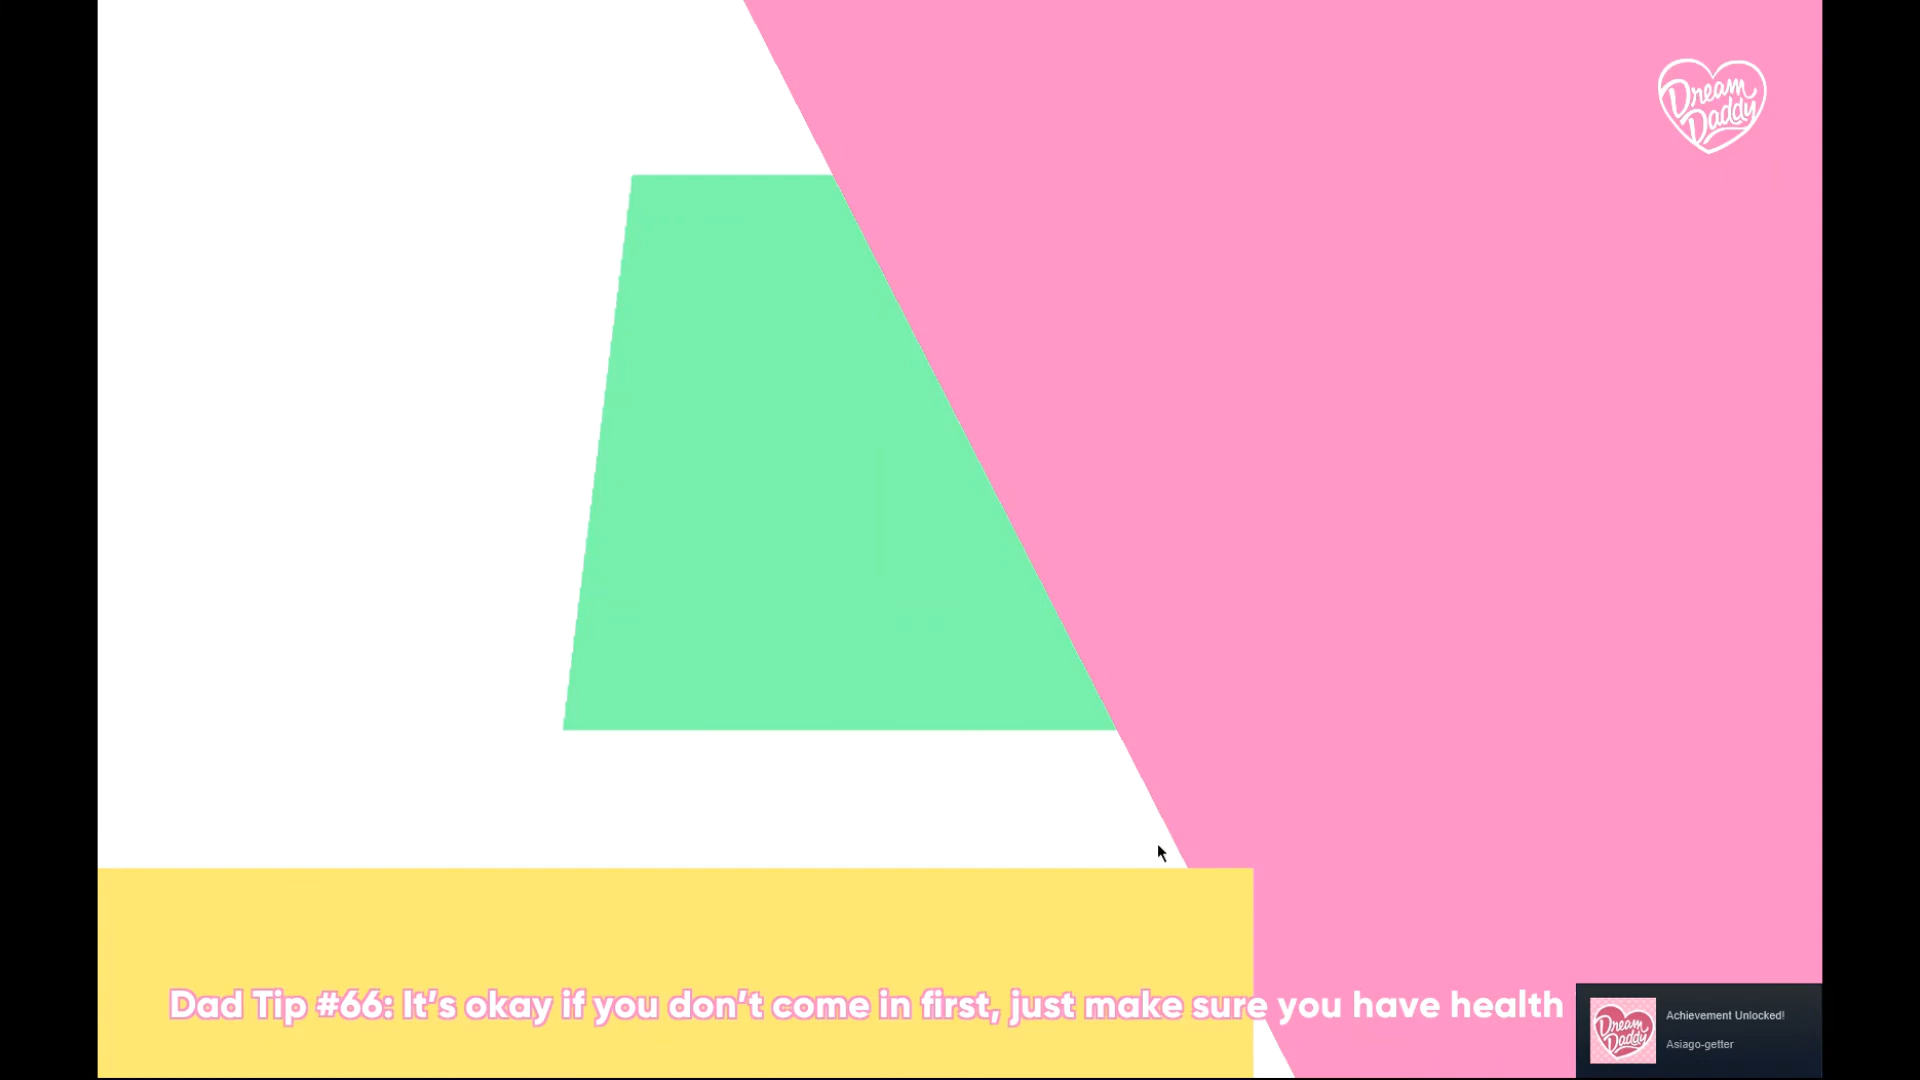 Dream
Daddy
Dad Tip #66: It's okay if you don't come in first, just make sure you have health
Dream
Daddy
Achievement Unlocked!
Asiago-getter